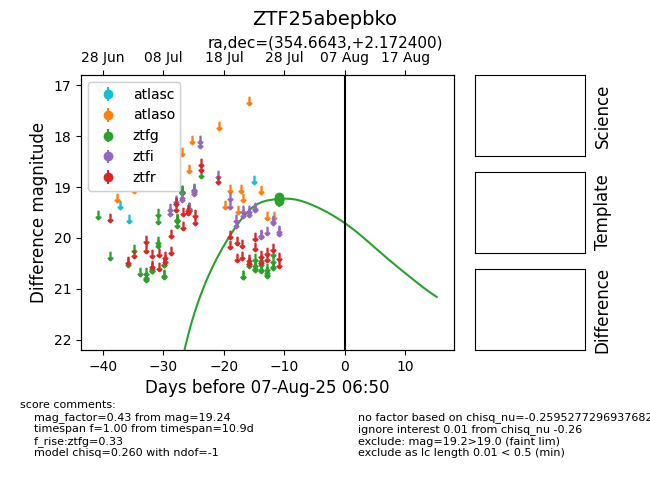 ZTF25abepbko
ra,dec=(354.6643,+2.172400)
28 Jun 08 Jul 18 Jul 28 Jul 07 Aug 17 Aug
17
18
19
20
21
22
Difference magnitude
atlasc
atlaso
ztfg
ztfi
ztfr
−40 −30 −20 −10 0 10
Days before 07-Aug-25 06:50
Science
Template
Difference
score comments:
mag_factor=0.43 from mag=19.24
timespan f=1.00 from timespan=10.9d
f_rise:ztfg=0.33
model chisq=0.260 with ndof=-1
no factor based on chisq_nu=-0.2595277296937682
ignore interest 0.01 from chisq_nu -0.26
exclude: mag=19.2>19.0 (faint lim)
exclude as lc length 0.01 < 0.5 (min)